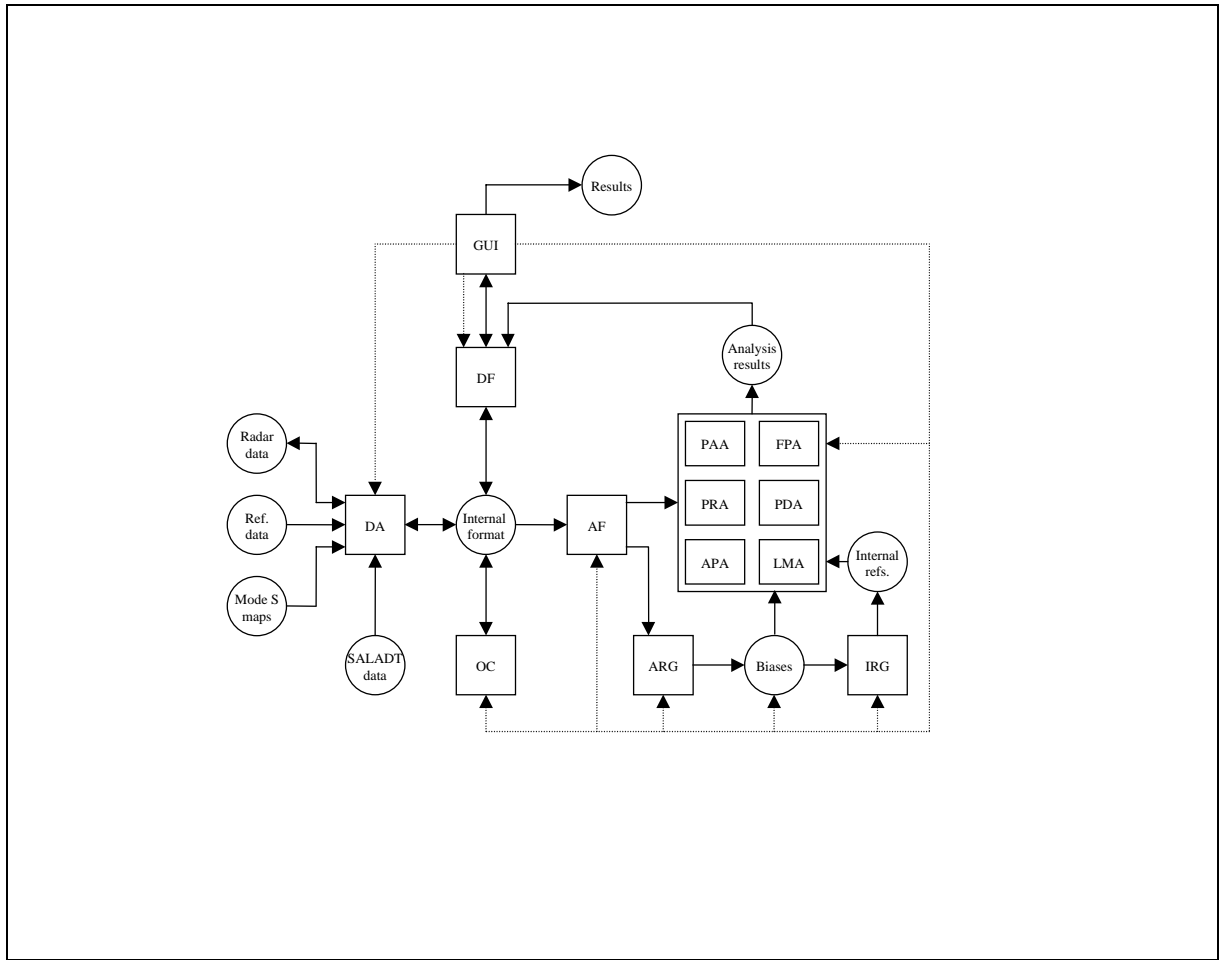 Results
GUI
Analysis
results
DF
Radar
data
PAA
FPA
Ref.
data
DA
Internal
format
AF
PRA
PDA
Mode S
maps
APA
LMA
Internal
refs.
SALADT
data
OC
ARG
Biases
IRG